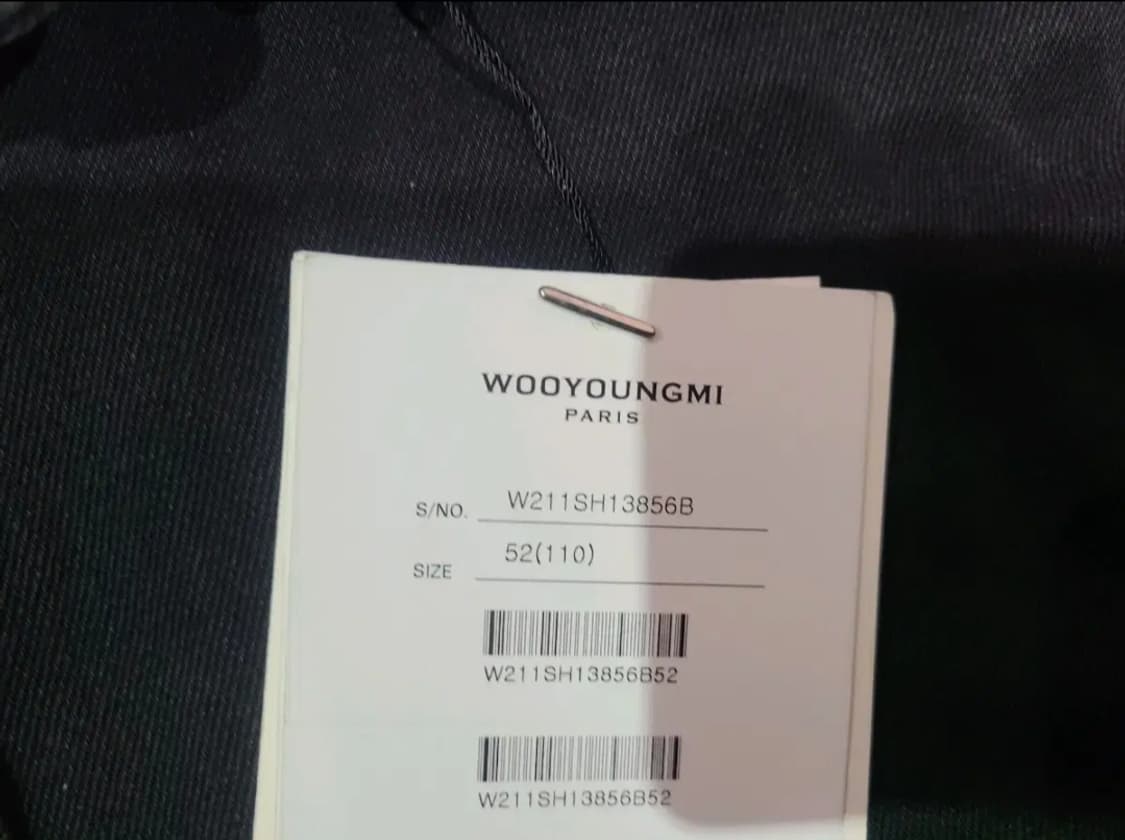 WOOYOUNGMI
PARIS
S/NO. W211SH13856B
SIZE 52(110)
W211SH13856B52
W211SH13856B52